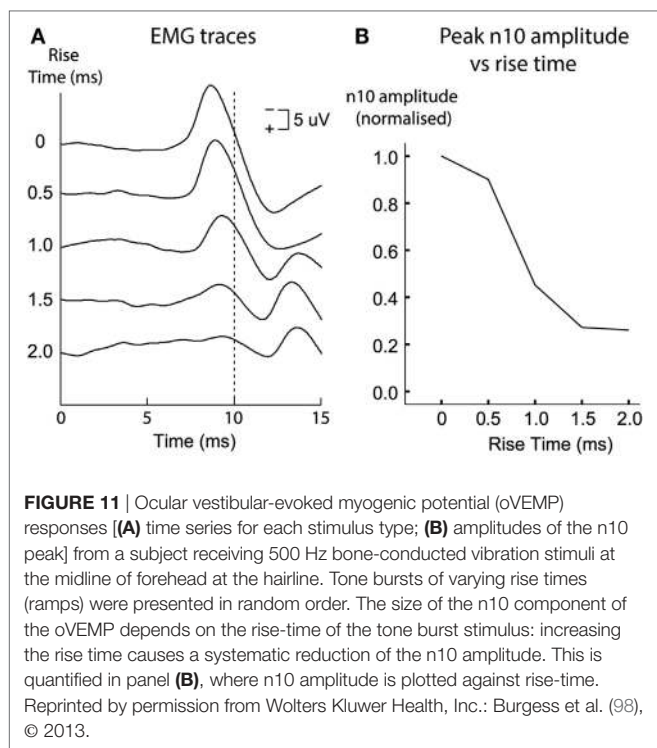 A
EMG traces
Rise
Time (ms)
0
0.5
1.0
1.5
2.0
− 
+
5 uV
0
5
10
15
Time (ms)
B
Peak n10 amplitude
vs rise time
n10 amplitude
(normalised)
1.0
0.8
0.6
0.4
0.2
0.0
0 0.5 1.0 1.5 2.0
Rise Time (ms)
FIGURE 11 | Ocular vestibular-evoked myogenic potential (oVEMP)
responses [(A) time series for each stimulus type; (B) amplitudes of the n10
peak] from a subject receiving 500 Hz bone-conducted vibration stimuli at
the midline of forehead at the hairline. Tone bursts of varying rise times
(ramps) were presented in random order. The size of the n10 component of
the oVEMP depends on the rise-time of the tone burst stimulus: increasing
the rise time causes a systematic reduction of the n10 amplitude. This is
quantified in panel (B), where n10 amplitude is plotted against rise-time.
Reprinted by permission from Wolters Kluwer Health, Inc.: Burgess et al. (98),
© 2013.